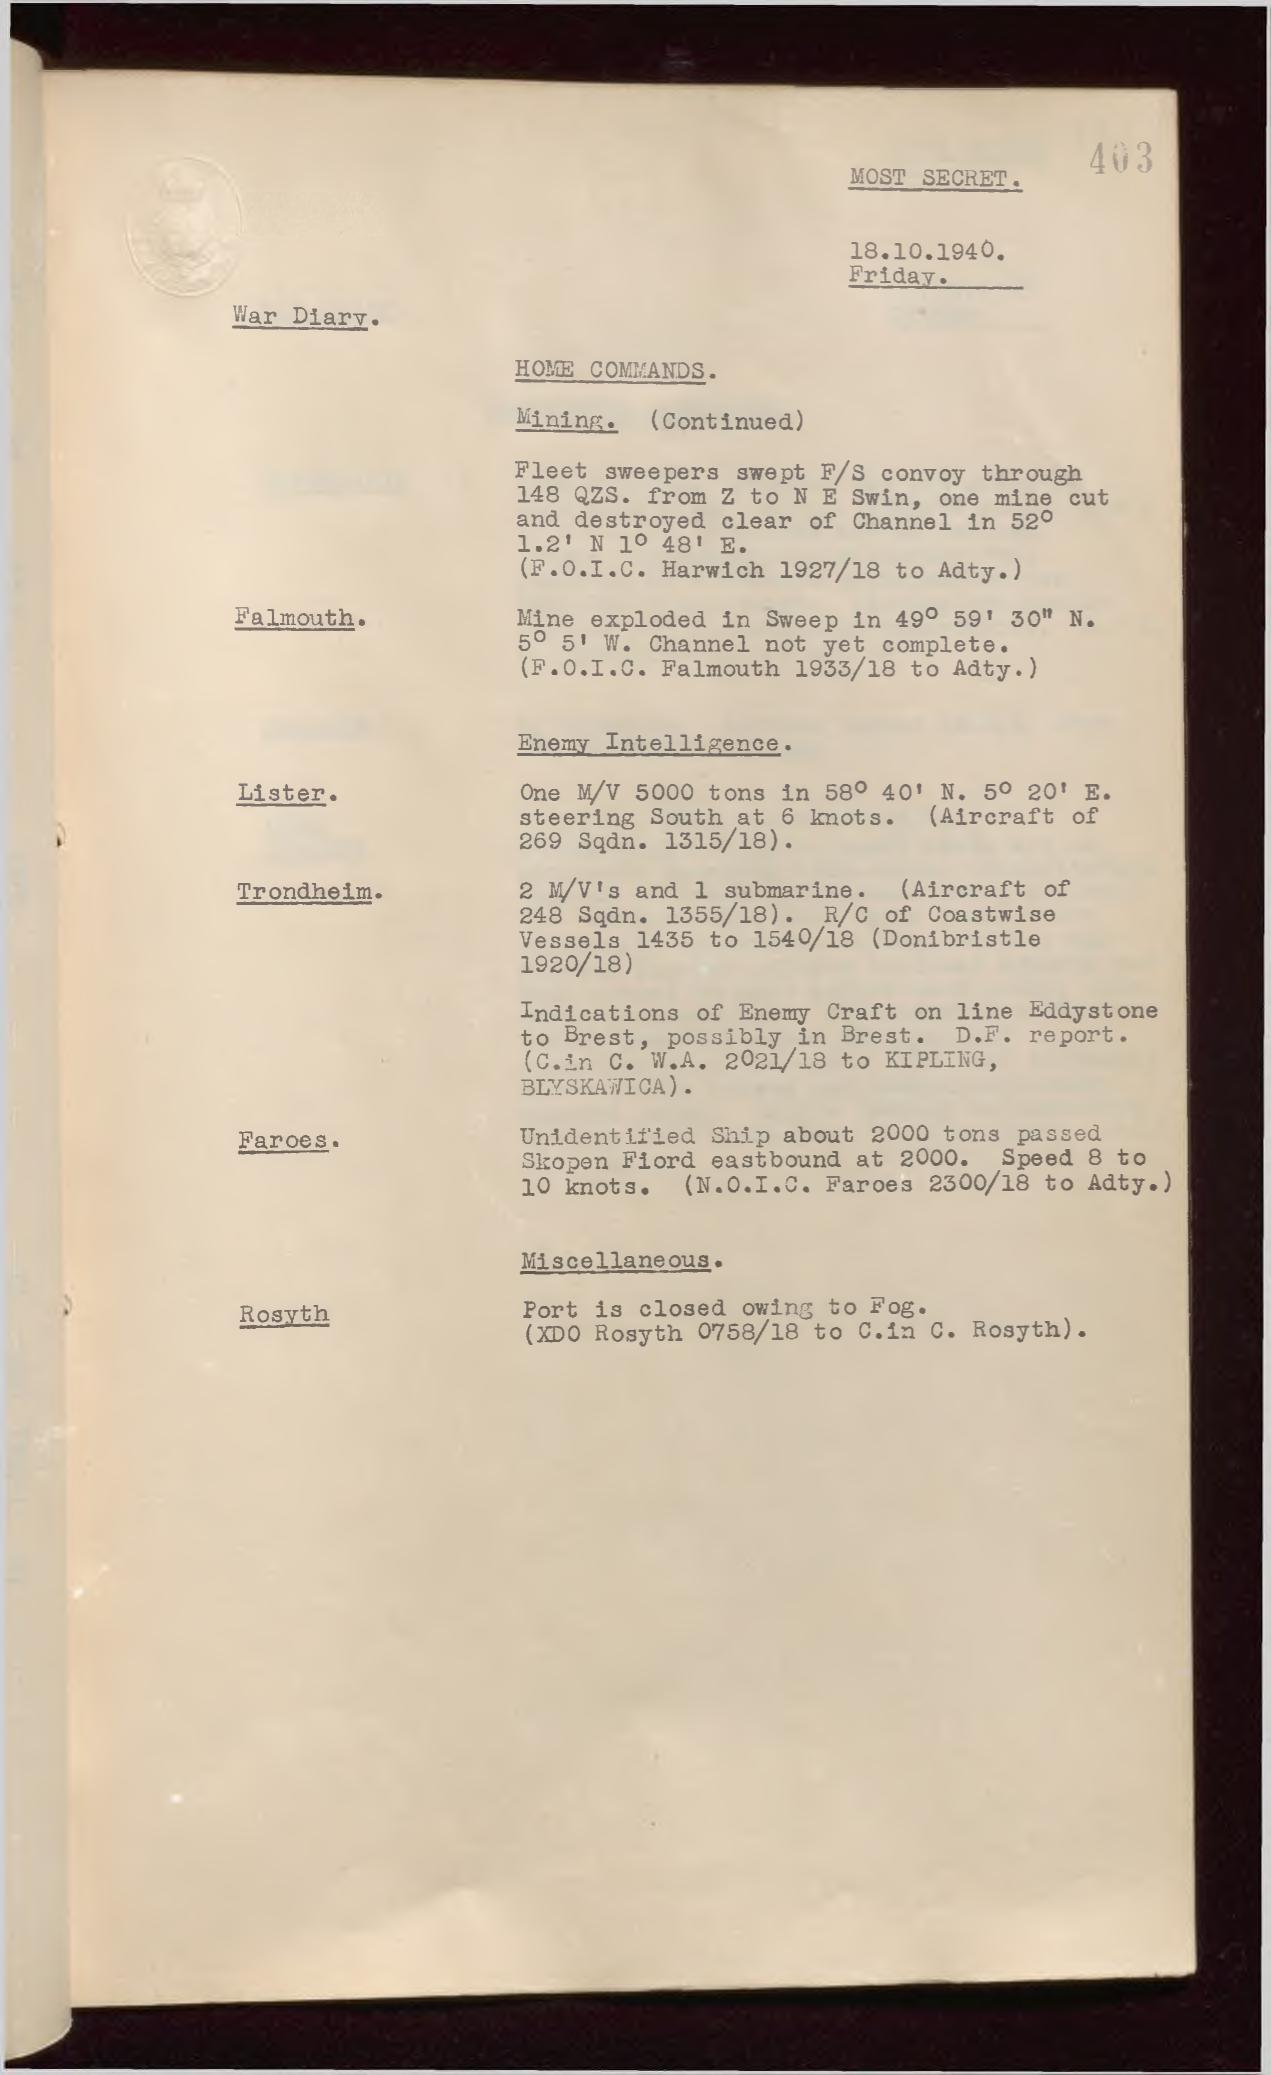 403
MOST SECRET.
18.10.1940.
Friday.
War Diary.
HOME COMMANDS.
Mining. (Continued)
Fleet sweepers swept F/S convoy through
148 QZS. from Z to N E Swin, one mine cut
and destroyed clear of Channel in 52°
1.2' N 1° 48' E.
(F.O.I.C. Harwich 1927/18 to Adty.)
Falmouth. Mine exploded in Sweep in 49° 59' 30" N.
5° 5' W. Channel not yet complete.
(F.O.I.C. Falmouth 1933/18 to Adty.)
Enemy Intelligence.
Lister. One M/V 5000 tons in 58° 40' N. 5° 20' E.
steering South at 6 knots. (Aircraft of
269 Sqdn. 1315/18).
Trondheim. 2 M/V's and 1 submarine. (Aircraft of
248 Sqdn. 1355/18). R/C of Coastwise
Vessels 1435 to 1540/18 (Donibristle
1920/18)
Indications of Enemy Craft on line Eddystone
to Brest, possibly in Brest. D.F. report.
(C.in C. W.A. 2021/18 to KIPLING,
BLYSKAWICA).
Faroes. Unidentified Ship about 2000 tons passed
Skopen Fiord eastbound at 2000. Speed 8 to
10 knots. (N.O.I.C. Faroes 2300/18 to Adty.)
Miscellaneous.
Rosyth Port is closed owing to Fog.
(XDO Rosyth 0758/18 to C.in C. Rosyth).